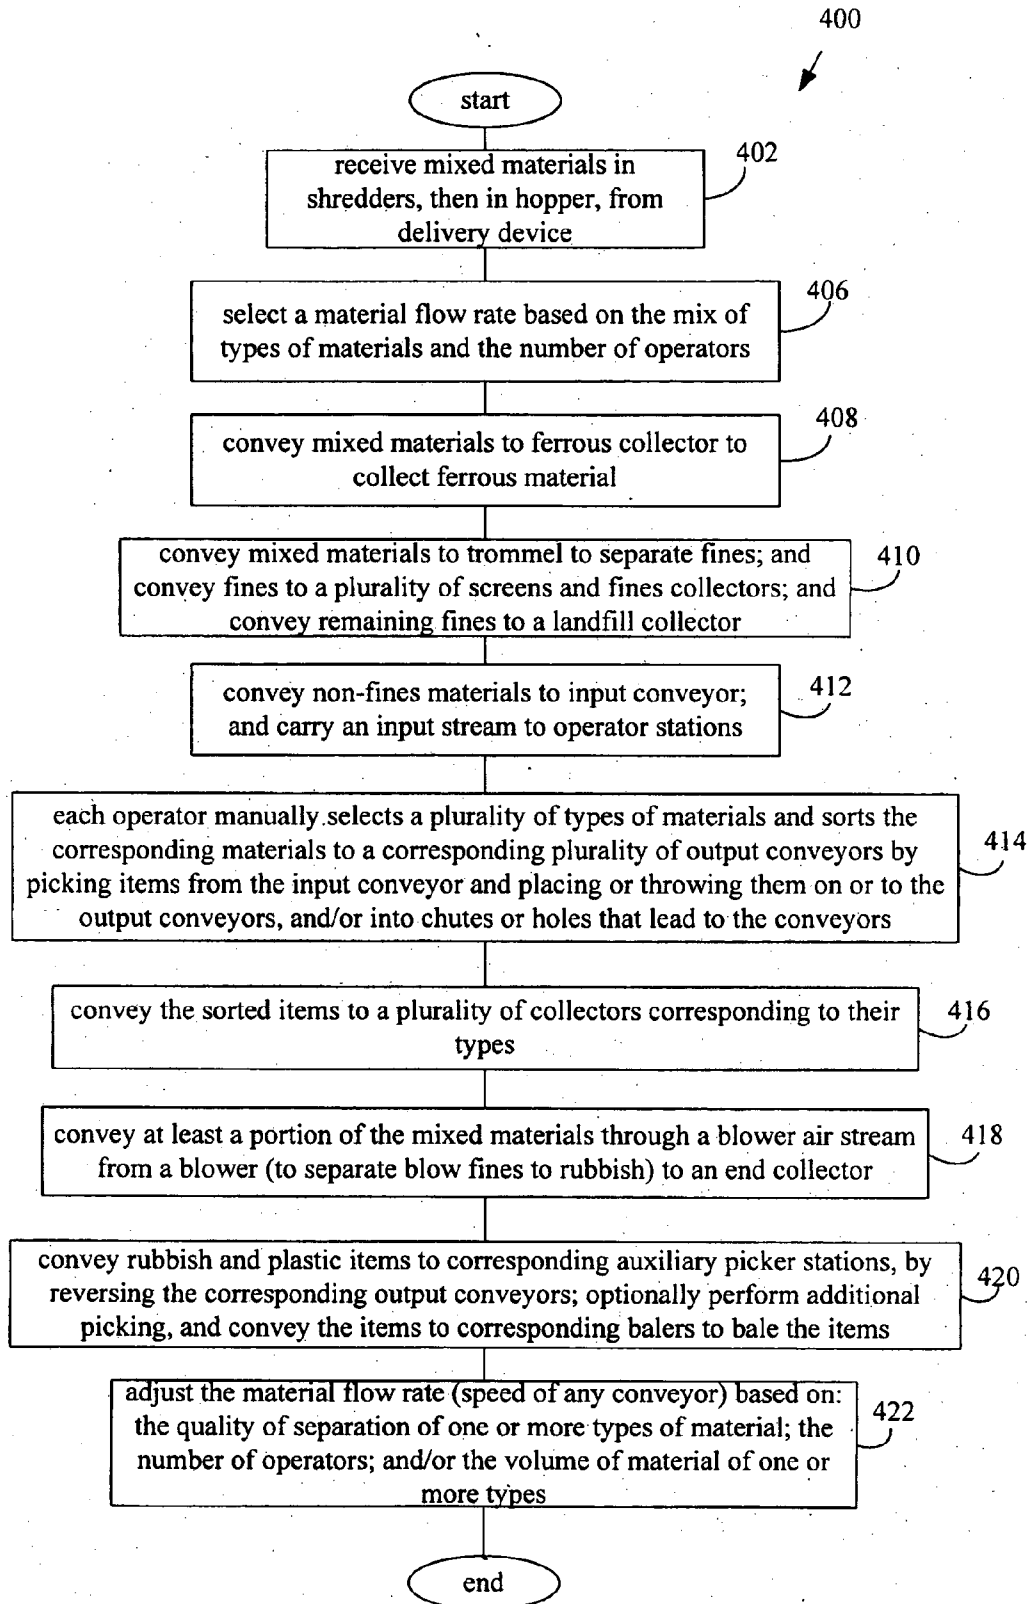 400
start
402
receive mixed materials in
shredders, then in hopper, from
delivery device
406
select a material flow rate based on the mix of
types of materials and the number of operators
408
convey mixed materials to ferrous collector to
collect ferrous material
410
convey mixed materials to trommel to separate fines; and
convey fines to a plurality of screens and fines collectors; and
convey remaining fines to a landfill collector
412
convey non-fines materials to input conveyor;
and carry an input stream to operator stations
414
each operator manually selects a plurality of types of materials and sorts the
corresponding materials to a corresponding plurality of output conveyors by
picking items from the input conveyor and placing or throwing them on or to the
output conveyors, and/or into chutes or holes that lead to the conveyors
416
convey the sorted items to a plurality of collectors corresponding to their
types
418
convey at least a portion of the mixed materials through a blower air stream
from a blower (to separate blow fines to rubbish) to an end collector
420
convey rubbish and plastic items to corresponding auxiliary picker stations, by
reversing the corresponding output conveyors; optionally perform additional
picking, and convey the items to corresponding balers to bale the items
422
adjust the material flow rate (speed of any conveyor) based on:
the quality of separation of one or more types of material; the
number of operators; and/or the volume of material of one or
more types
end